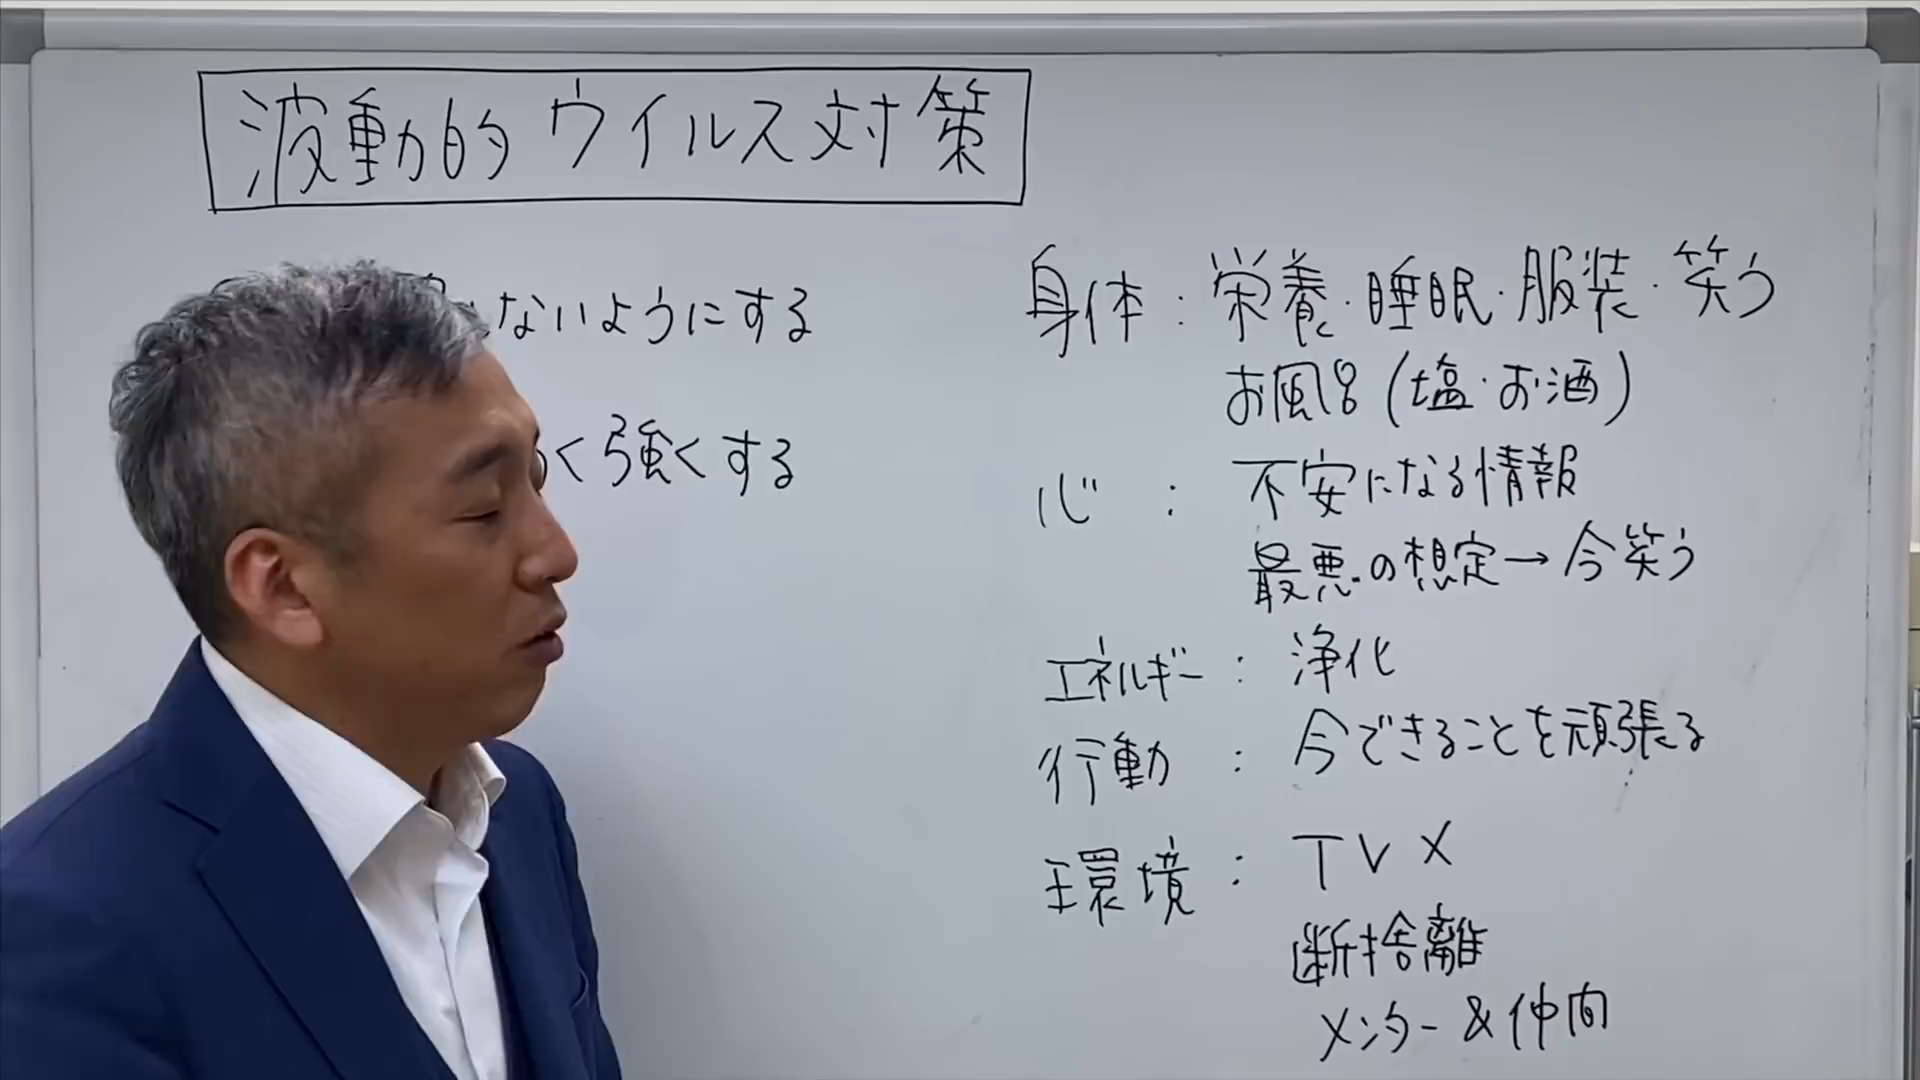 波動的ウイルス対策
ないようにする
く強くする
身体：栄養・睡眠・服装・笑う
お風呂（塩・お酒）
心：不安になる情報
最悪の想定→今笑う
エネルギー：浄化
行動：今できることを頑張る
環境：TV×
断捨離
メンター&仲間